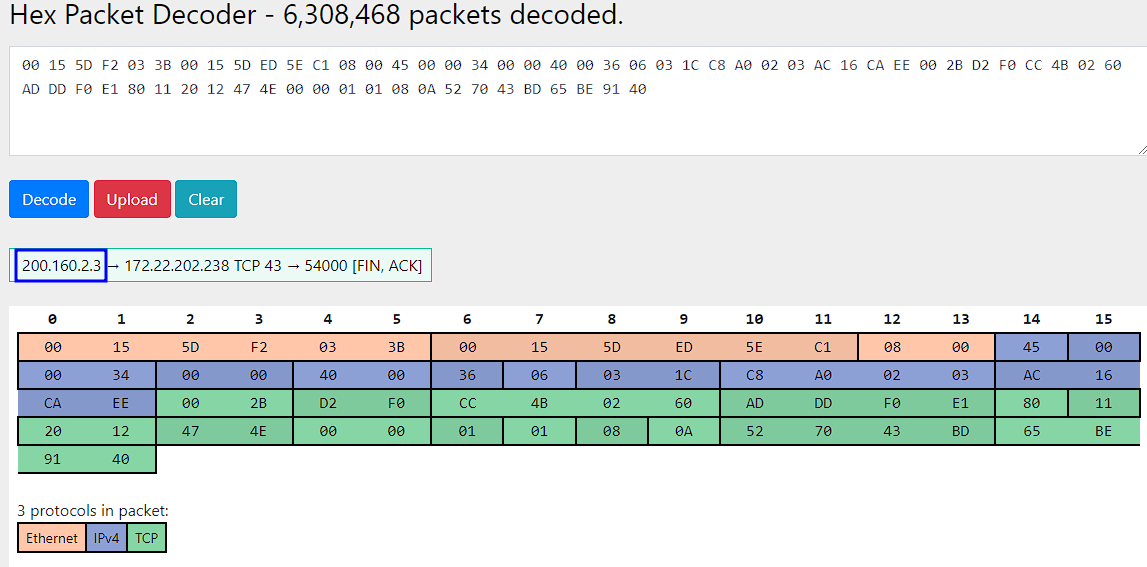 Hex Packet Decoder - 6,308,468 packets decoded.
00 15 5D F2 03 3B 00 15 5D ED 5E C1 08 00 45 00 00 34 00 00 40 00 36 06 03 1C C8 A0 02 03 AC 16 CA EE 00 2B D2 F0 CC 4B 02 60
AD DD F0 E1 80 11 20 12 47 4E 00 00 01 01 08 0A 52 70 43 BD 65 BE 91 40
Decode Upload Clear
200.160.2.3 → 172.22.202.238 TCP 43 → 54000 [FIN, ACK]
0 1 2 3 4 5 6 7 8 9 10 11 12 13 14 15
00 15 5D F2 03 3B 00 15 5D ED 5E C1 08 00 45 00
00 34 00 00 40 00 36 06 03 1C C8 A0 02 03 AC 16
CA EE 00 2B D2 F0 CC 4B 02 60 AD DD F0 E1 80 11
20 12 47 4E 00 00 01 01 08 0A 52 70 43 BD 65 BE
91 40
3 protocols in packet:
Ethernet IPv4 TCP